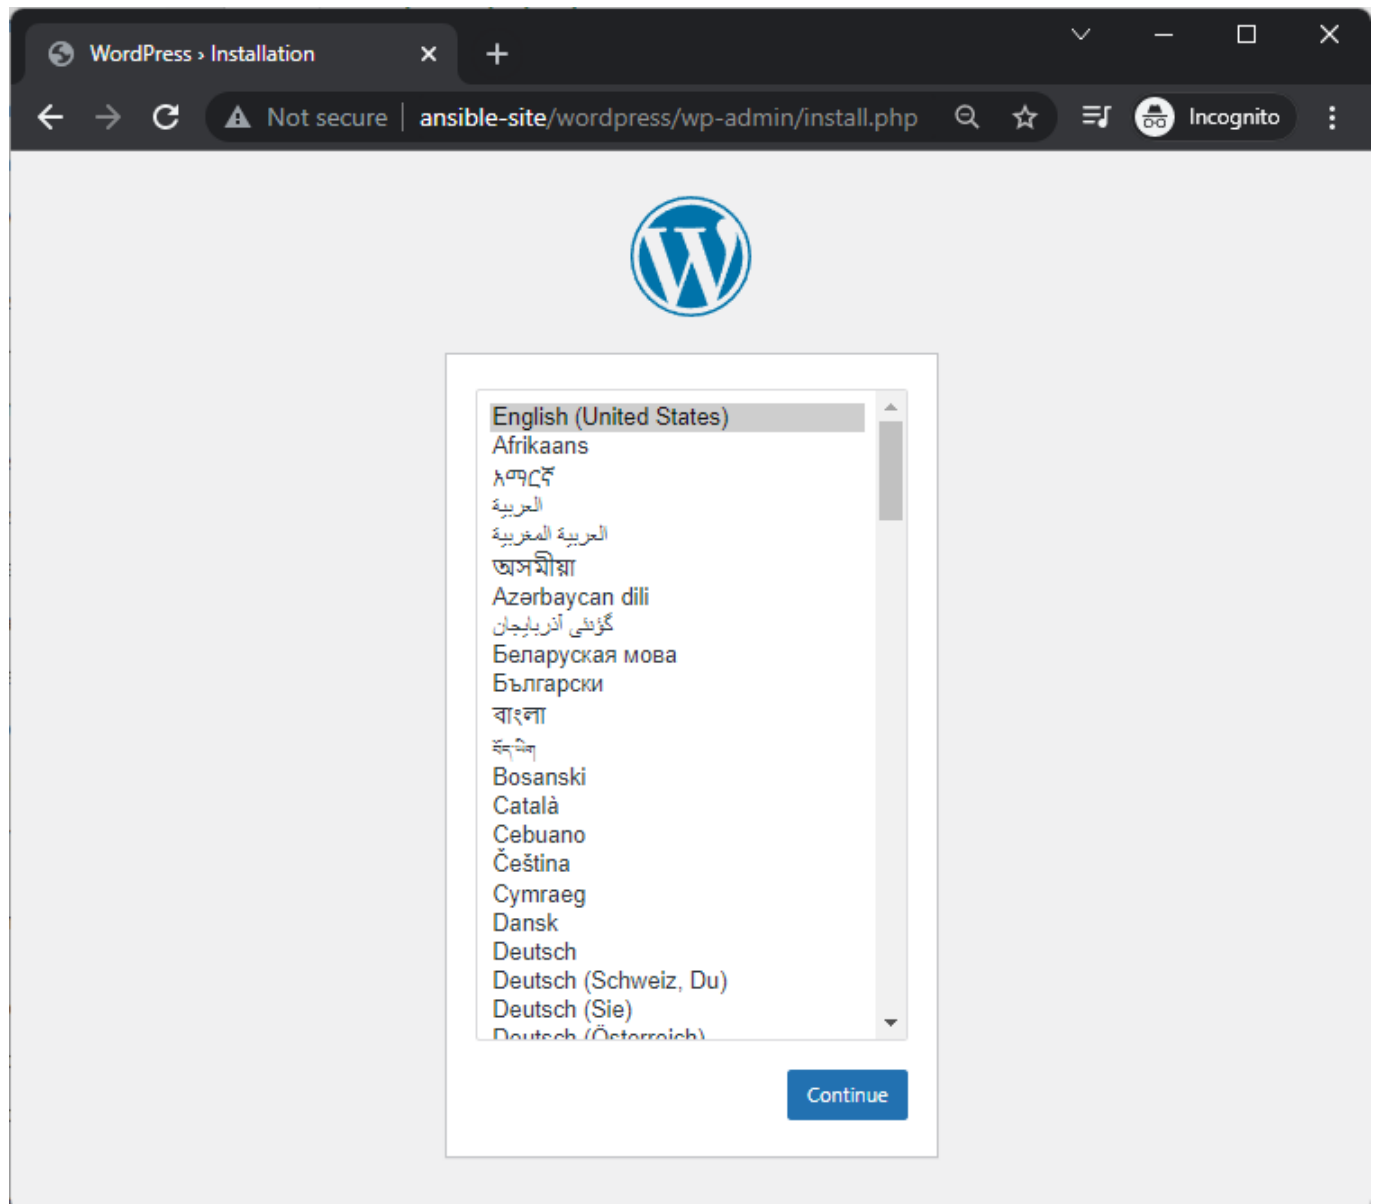 WordPress › Installation
Not secure | ansible-site/wordpress/wp-admin/install.php
Incognito
English (United States)
Afrikaans
አማርኛ
العربية
العربية المغربية
অসমীয়া
Azərbaycan dili
گؤنئی آذربایجان
Беларуская мова
Български
বাংলা
བོད་ཡིག
Bosanski
Català
Cebuano
Čeština
Cymraeg
Dansk
Deutsch
Deutsch (Schweiz, Du)
Deutsch (Sie)
Deutsch (Österreich)
Continue